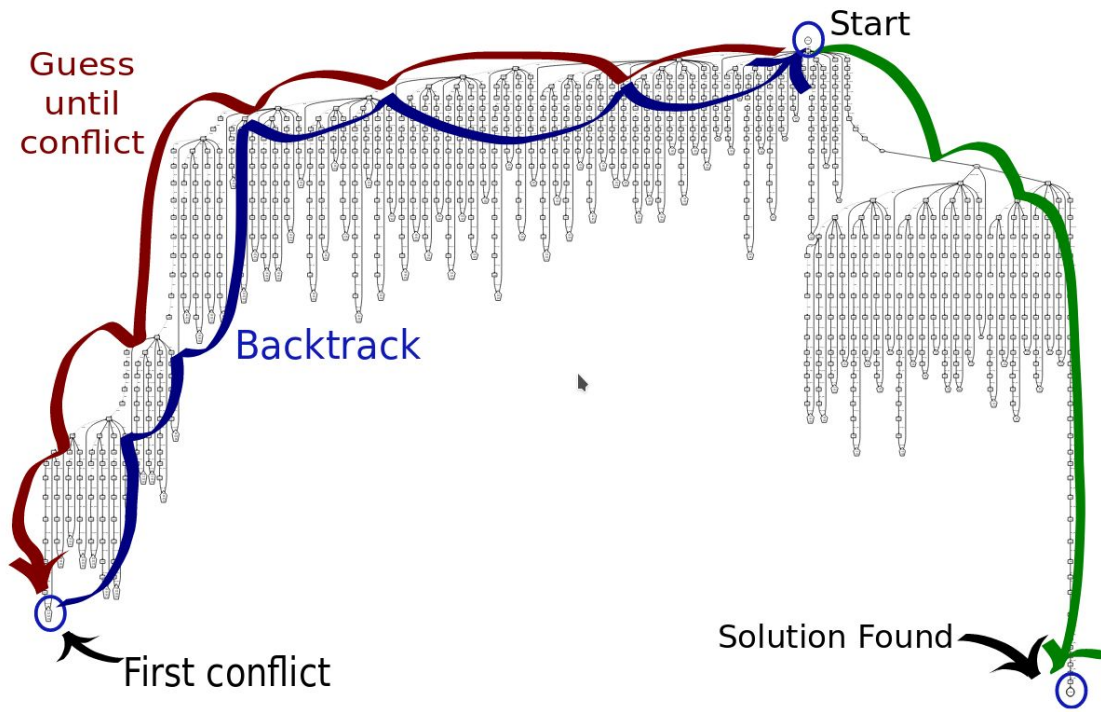 Start
Guess
until
conflict
Backtrack
Solution Found
First conflict